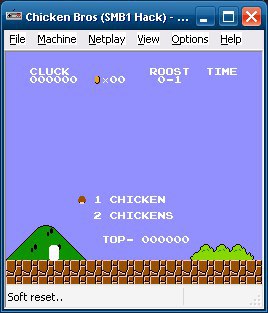 Chicken Bros (SMB1 Hack) - ...
File Machine Netplay View Options Help
CLUCK ROOST TIME
000000 ×00 0-1
1 CHICKEN
2 CHICKENS
TOP- 000000
Soft reset..